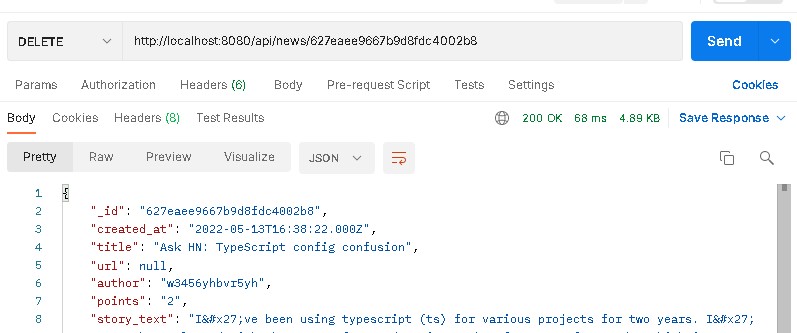 DELETE http://localhost:8080/api/news/627eaee9667b9d8fdc4002b8 Send
Params Authorization Headers (6) Body Pre-request Script Tests Settings Cookies
Body Cookies Headers (8) Test Results 200 OK 68 ms 4.89 KB Save Response
Pretty Raw Preview Visualize JSON
1 {
2 "_id": "627eaee9667b9d8fdc4002b8",
3 "created_at": "2022-05-13T16:38:22.000Z",
4 "title": "Ask HN: TypeScript config confusion",
5 "url": null,
6 "author": "w3456yhbvr5yh",
7 "points": "2",
8 "story_text": "I&#x27;ve been using typescript (ts) for various projects for two years. I&#x27;